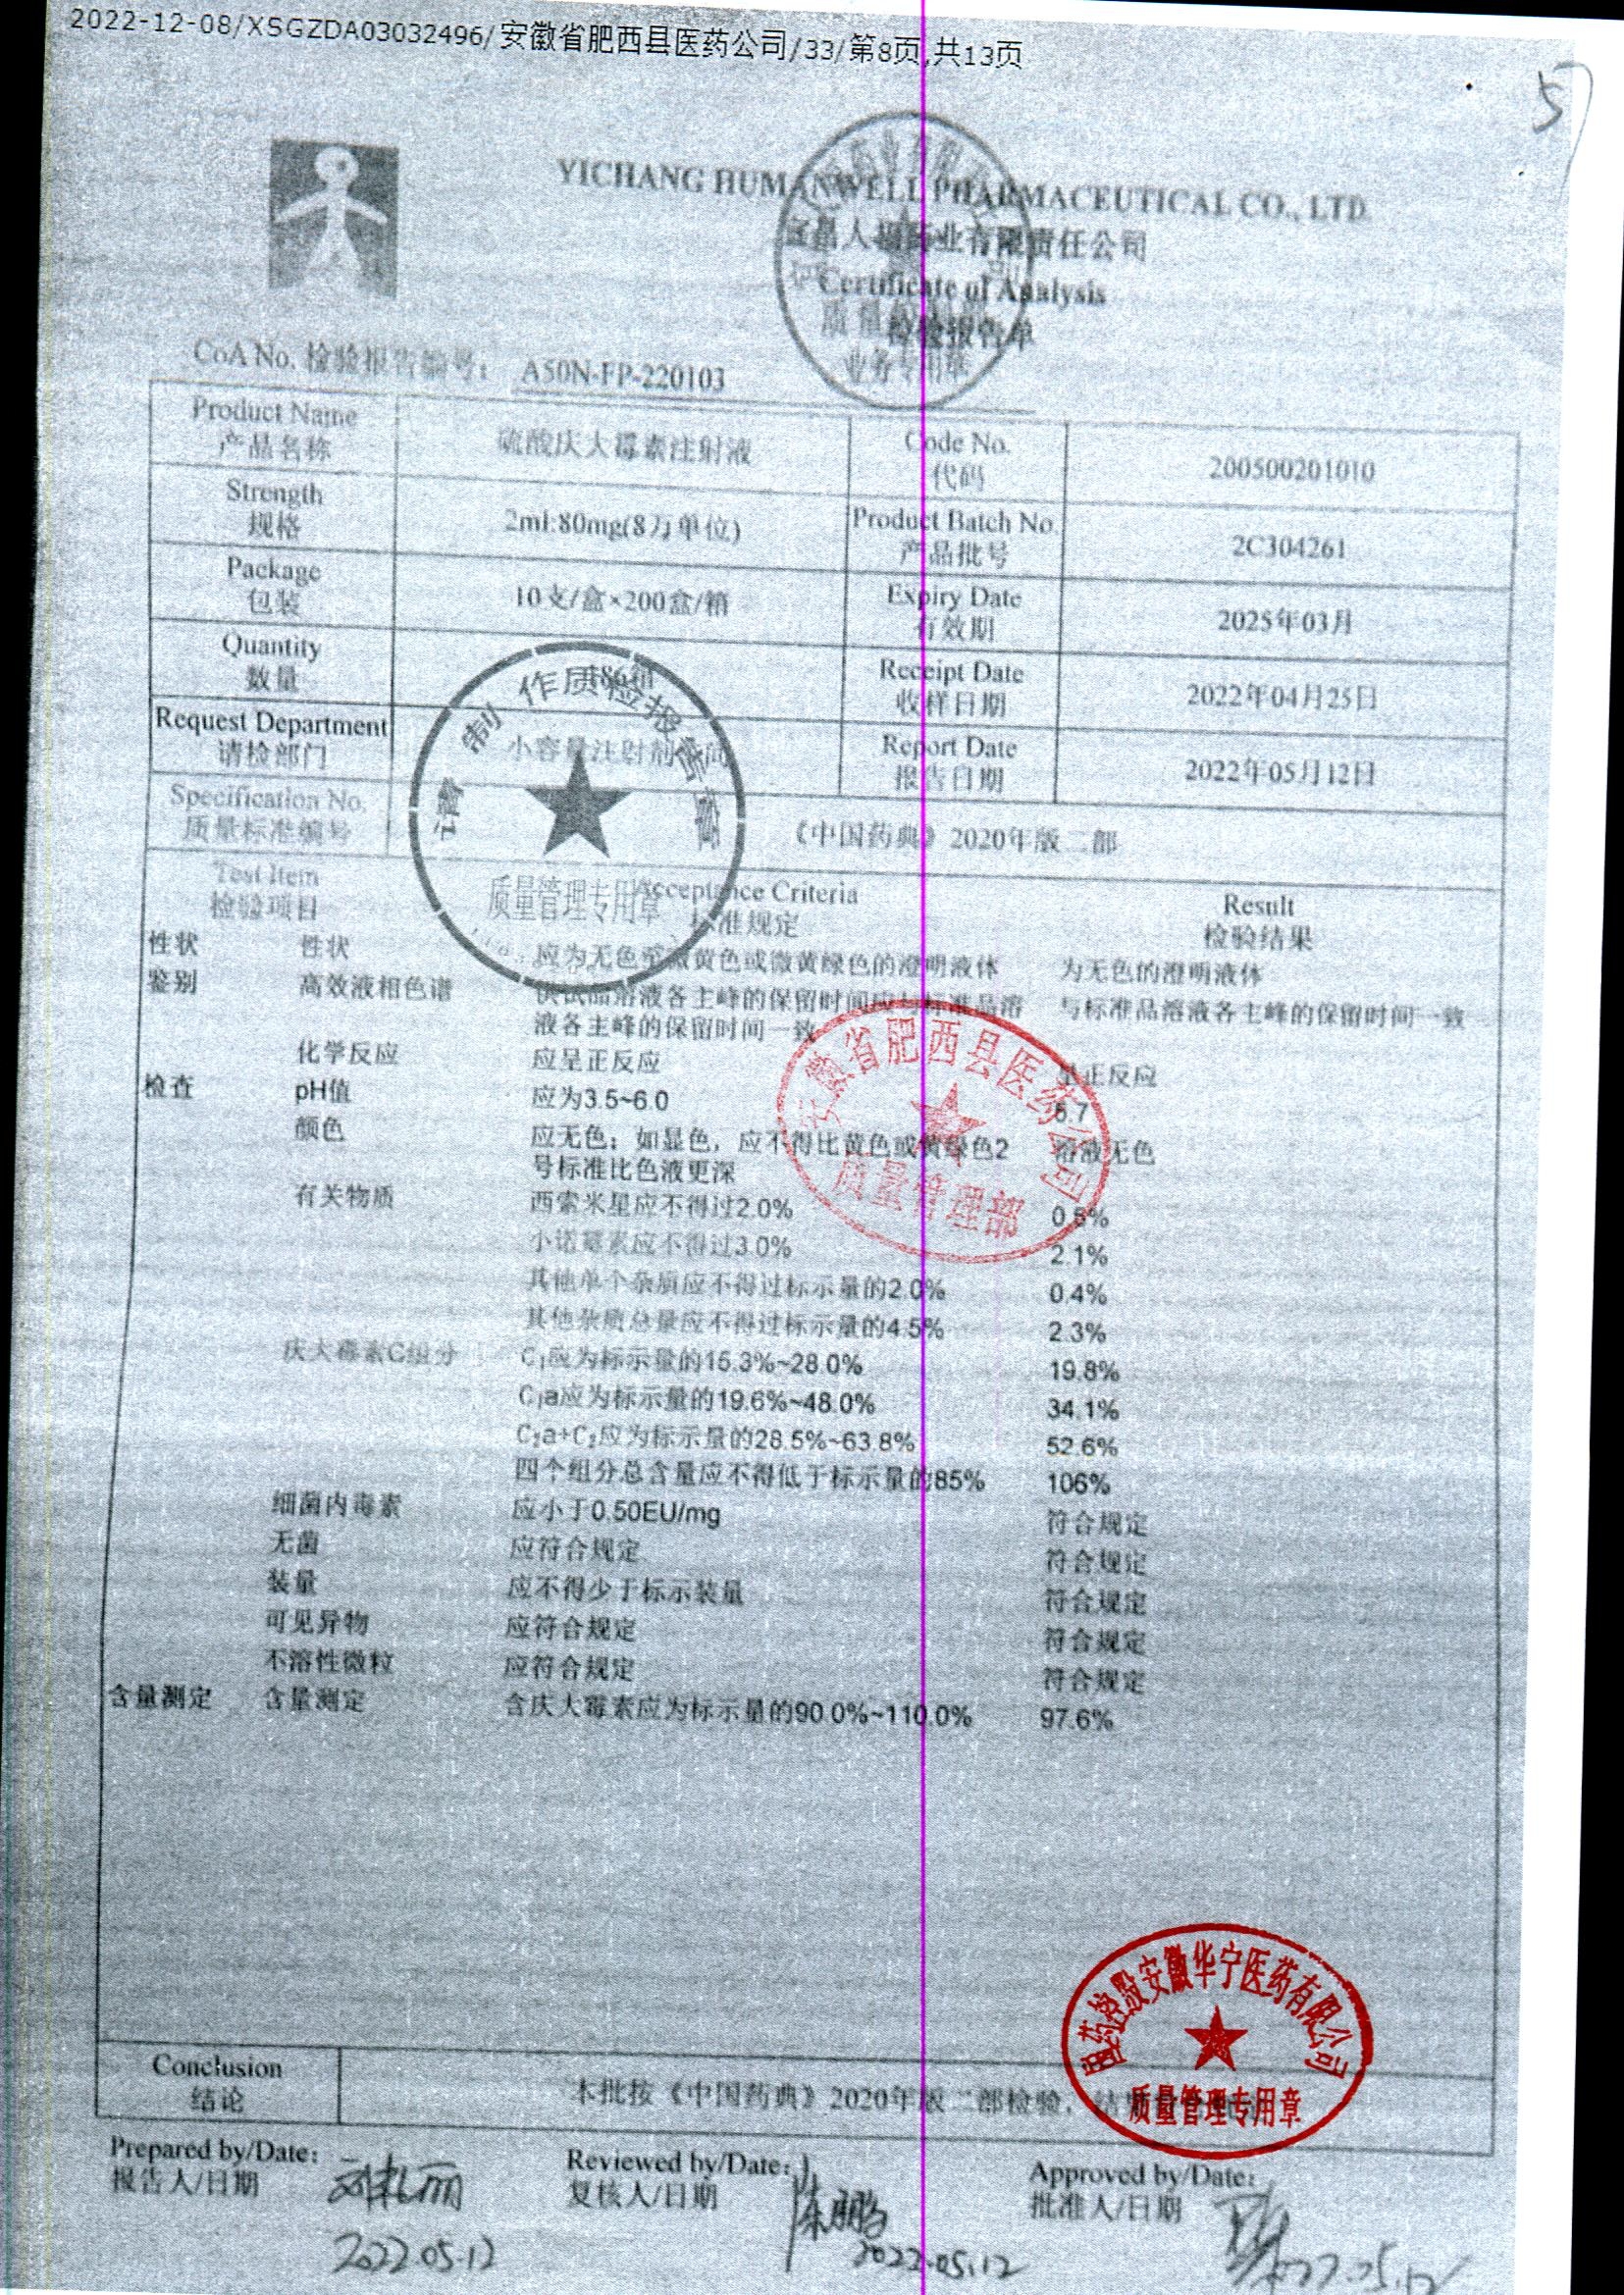 2022-12-08/XSGZDA03032496/安徽省肥西县医药公司/33/第8页,共13页
5
YICHANG HUMANWELL PHARMACEUTICAL CO., LTD.
宜昌人福药业有限责任公司
Certificate of Analysis
检验报告单
业务专用章
CoA No. 检验报告编号: A50N-FP-220103
Product Name 产品名称 硫酸庆大霉素注射液 Code No. 代码 200500201010
Strength 规格 2ml:80mg(8万单位) Product Batch No. 产品批号 2C304261
Package 包装 10支/盒×200盒/箱 Expiry Date 有效期 2025年03月
Quantity 数量 Receipt Date 收样日期 2022年04月25日
Request Department 请检部门 小容量注射剂车间 Report Date 报告日期 2022年05月12日
Specification No. 质量标准编号 《中国药典》2020年版二部
作质检报告章
质量管理专用章
Test Item Acceptance Criteria Result
检验项目 标准规定 检验结果
性状 性状 应为无色至微黄色或微黄绿色的澄明液体 为无色的澄明液体
鉴别 高效液相色谱 供试品溶液各主峰的保留时间应与标准品溶 与标准品溶液各主峰的保留时间一致
液各主峰的保留时间一致
化学反应 应呈正反应 呈正反应
检查 pH值 应为3.5~6.0 5.7
颜色 应无色;如显色,应不得比黄色或黄绿色2 溶液无色
号标准比色液更深
有关物质 西索米星应不得过2.0%
小诺霉素应不得过3.0% 2.1%
其他单个杂质应不得过标示量的2.0% 0.4%
其他杂质总量应不得过标示量的4.5% 2.3%
庆大霉素C组分 C₁应为标示量的15.3%~28.0% 19.8%
C₁a应为标示量的19.6%~48.0% 34.1%
C₂a+C₂应为标示量的28.5%~63.8% 52.6%
四个组分总含量应不得低于标示量的85% 106%
细菌内毒素 应小于0.50EU/mg 符合规定
无菌 应符合规定 符合规定
装量 应不得少于标示装量 符合规定
可见异物 应符合规定 符合规定
不溶性微粒 应符合规定 符合规定
含量测定 含量测定 含庆大霉素应为标示量的90.0%~110.0% 97.6%
安徽省肥西县医药公司
质量管理部
国药控股安徽华宁医药有限公司
质量管理专用章
Conclusion 结论 本批按《中国药典》2020年版二部检验,结
Prepared by/Date: Reviewed by/Date: Approved by/Date:
报告人/日期 复核人/日期 陈鹏 批准人/日期
2022.05.12 2022.05.12